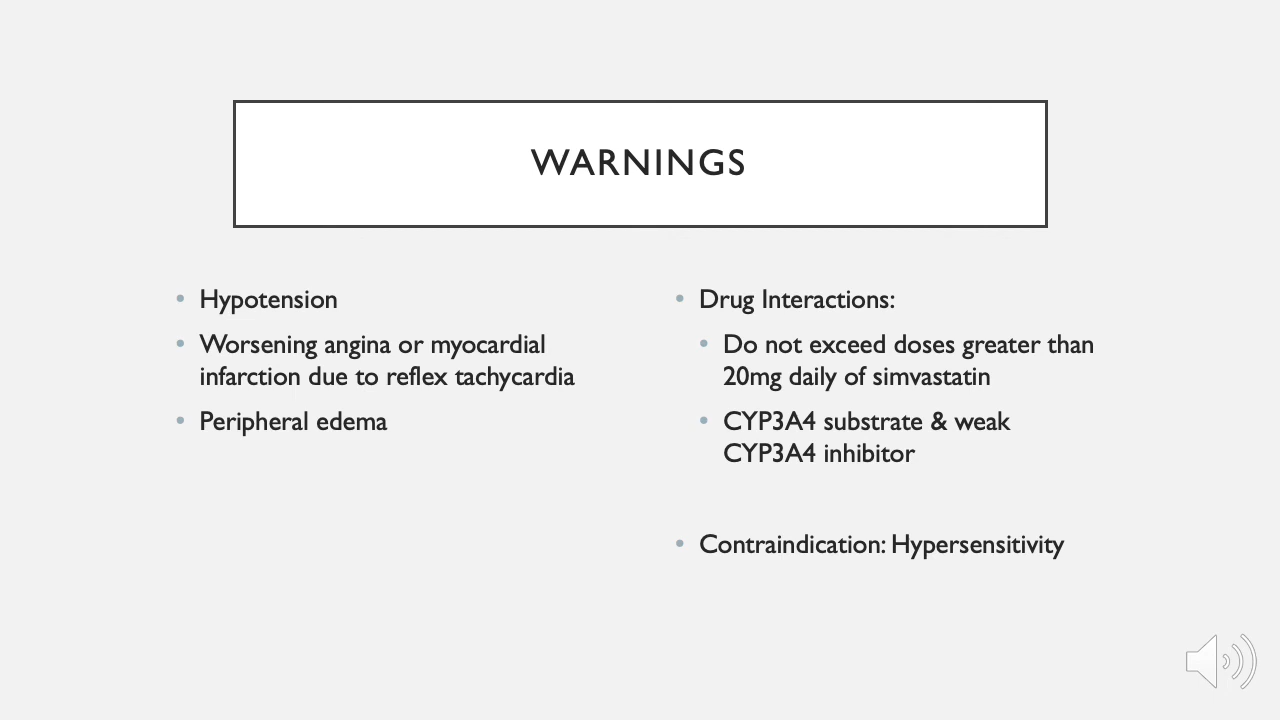 WARNINGS
• Hypotension
• Worsening angina or myocardial
infarction due to reflex tachycardia
• Peripheral edema
• Drug Interactions:
• Do not exceed doses greater than
20mg daily of simvastatin
• CYP3A4 substrate & weak
CYP3A4 inhibitor
• Contraindication: Hypersensitivity